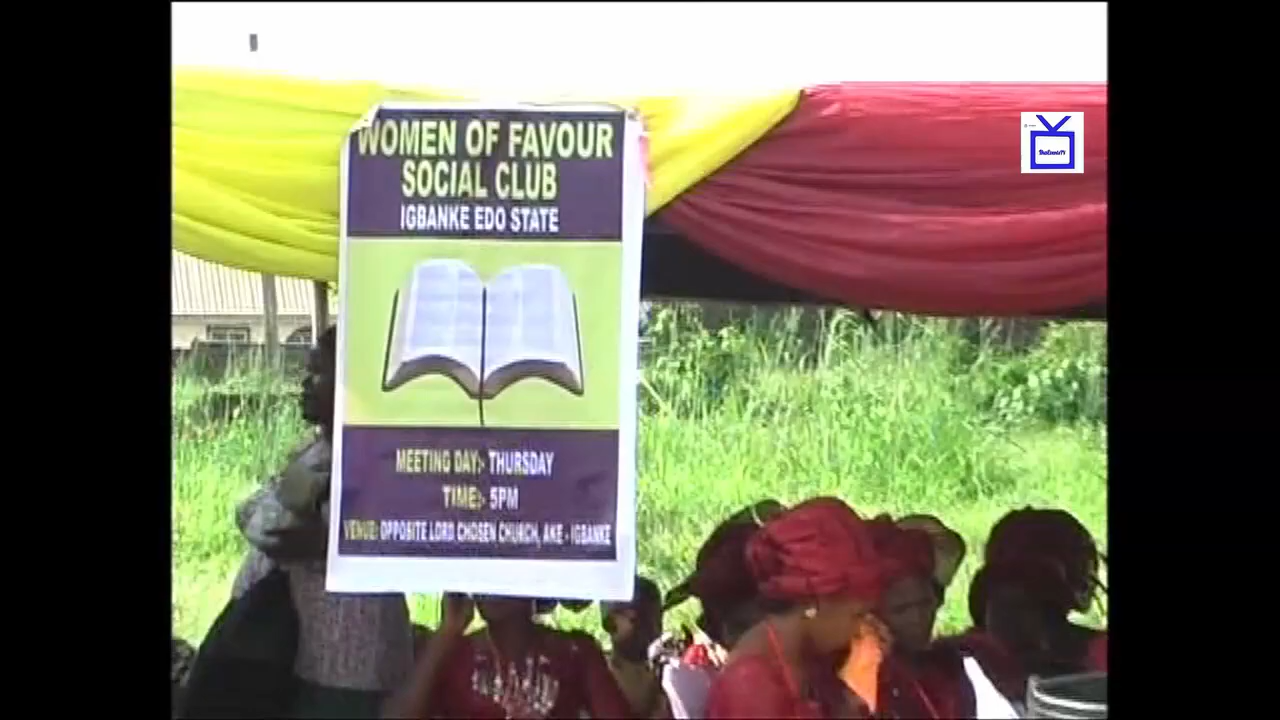 WOMEN OF FAVOUR
SOCIAL CLUB
IGBANKE EDO STATE
MEETING DAY:- THURSDAY
TIME:- 5PM
VENUE: OPPOSITE LORD CHOSEN CHURCH, AKE - IGBANKE